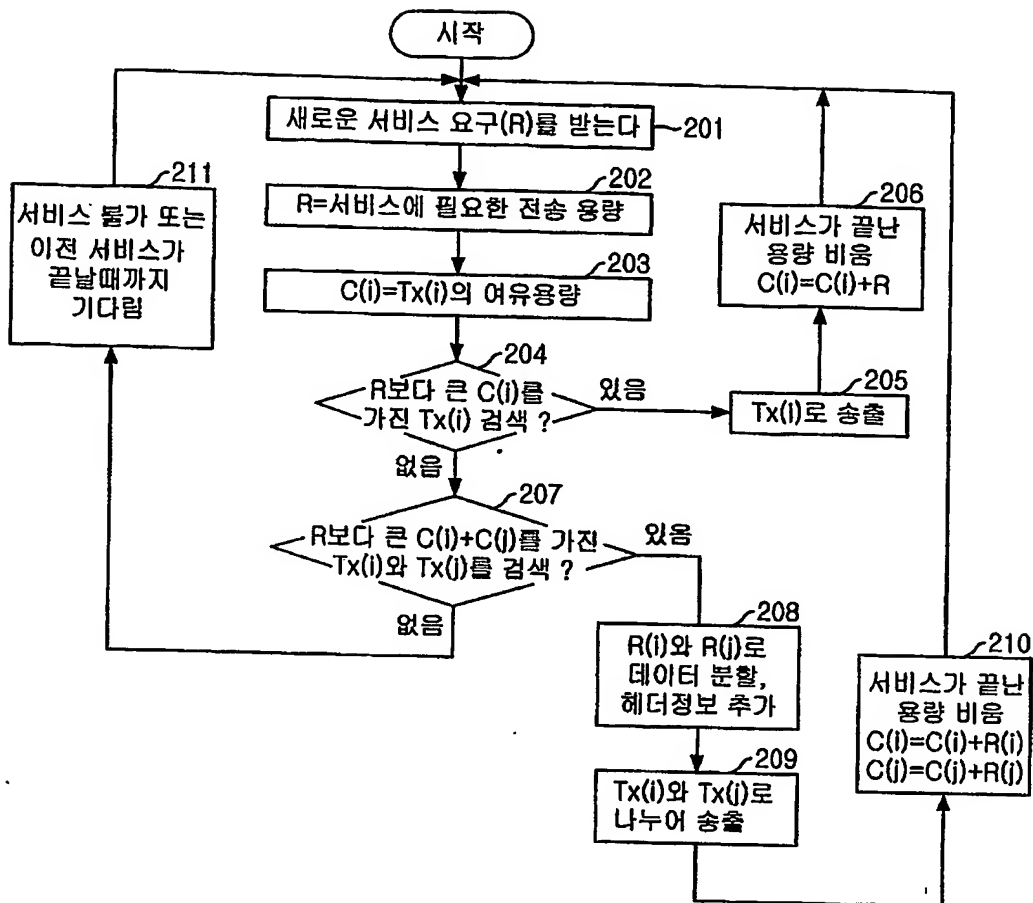 시작
새로운 서비스 요구(R)를 받는다
201
202
R=서비스에 필요한 전송 용량
203
C(i)=Tx(i)의 여유용량
204
R보다 큰 C(i)를
가진 Tx(i) 검색 ?
있음
없음
205
Tx(i)로 송출
206
서비스가 끝난
용량 비움
C(i)=C(i)+R
207
R보다 큰 C(i)+C(j)를 가진
Tx(i)와 Tx(j)를 검색 ?
있음
없음
208
R(i)와 R(j)로
데이터 분할,
헤더정보 추가
209
Tx(i)와 Tx(j)로
나누어 송출
210
서비스가 끝난
용량 비움
C(i)=C(i)+R(i)
C(j)=C(j)+R(j)
211
서비스 불가 또는
이전 서비스가
끝날때까지
기다림